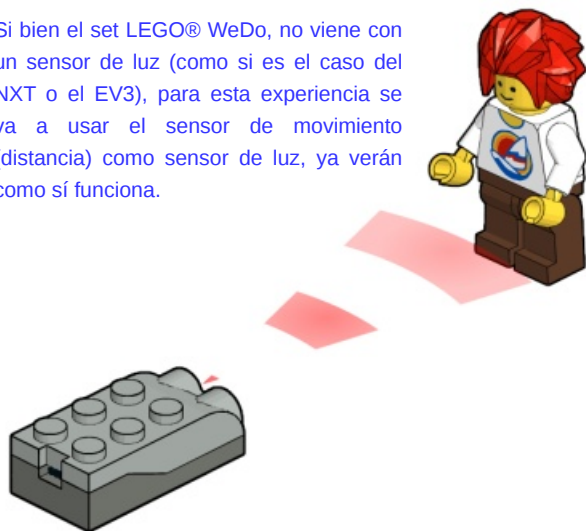 Si bien el set LEGO® WeDo, no viene con
un sensor de luz (como si es el caso del
NXT o el EV3), para esta experiencia se
va a usar el sensor de movimiento
(distancia) como sensor de luz, ya verán
como sí funciona.